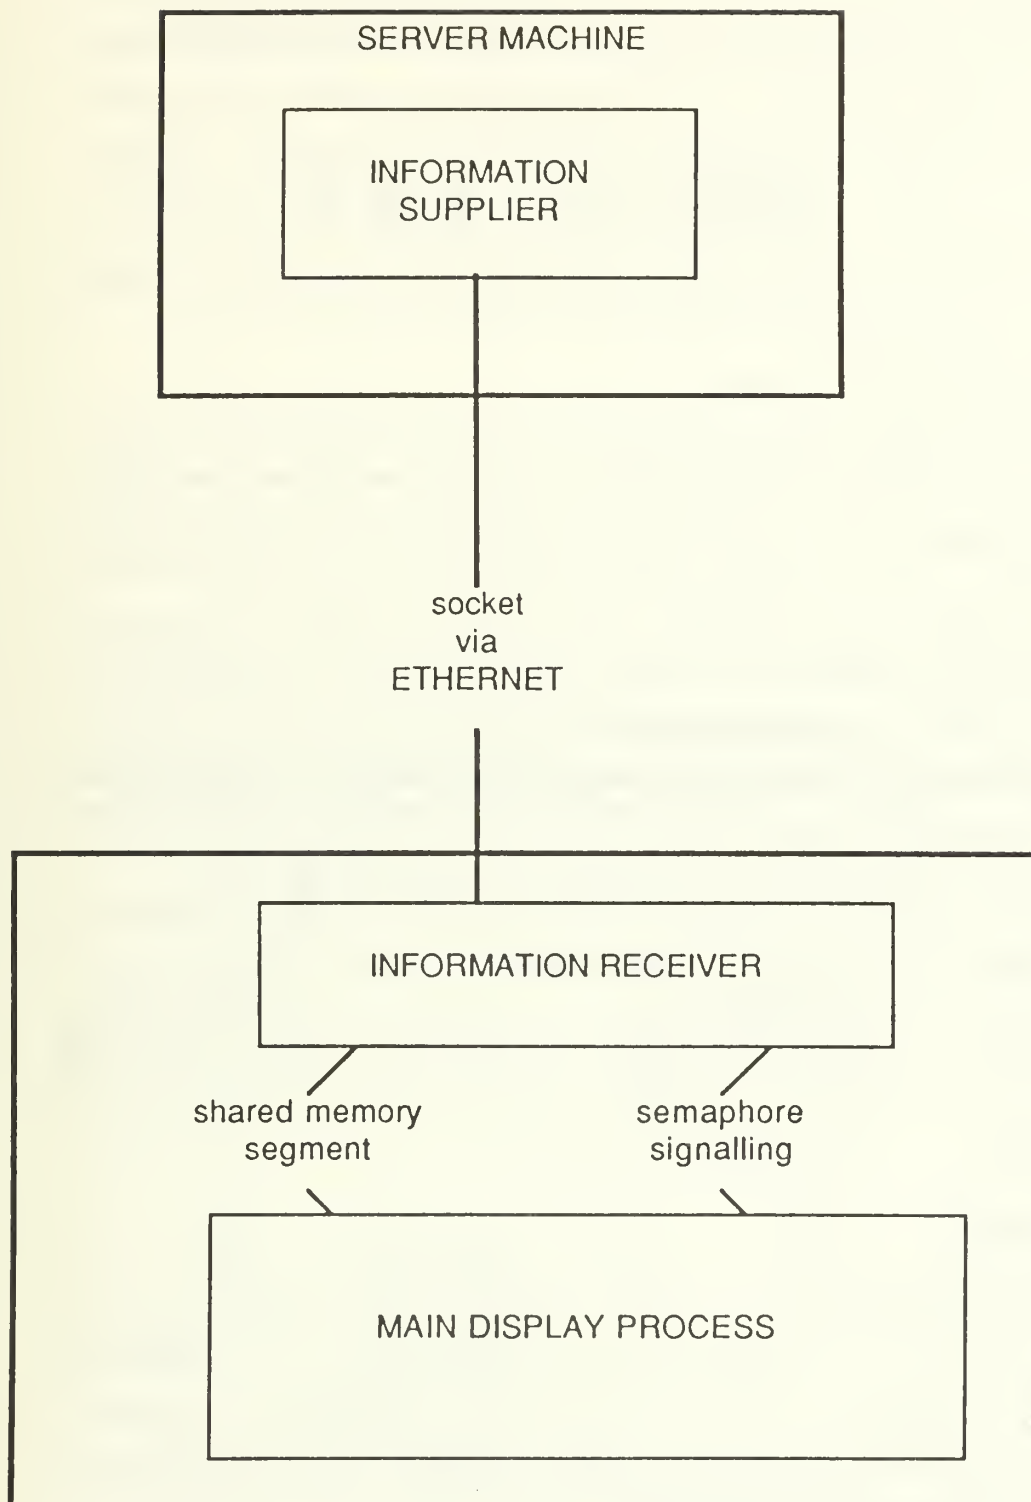 SERVER MACHINE
INFORMATION
SUPPLIER
socket
via
ETHERNET
INFORMATION RECEIVER
shared memory
segment
semaphore
signalling
MAIN DISPLAY PROCESS